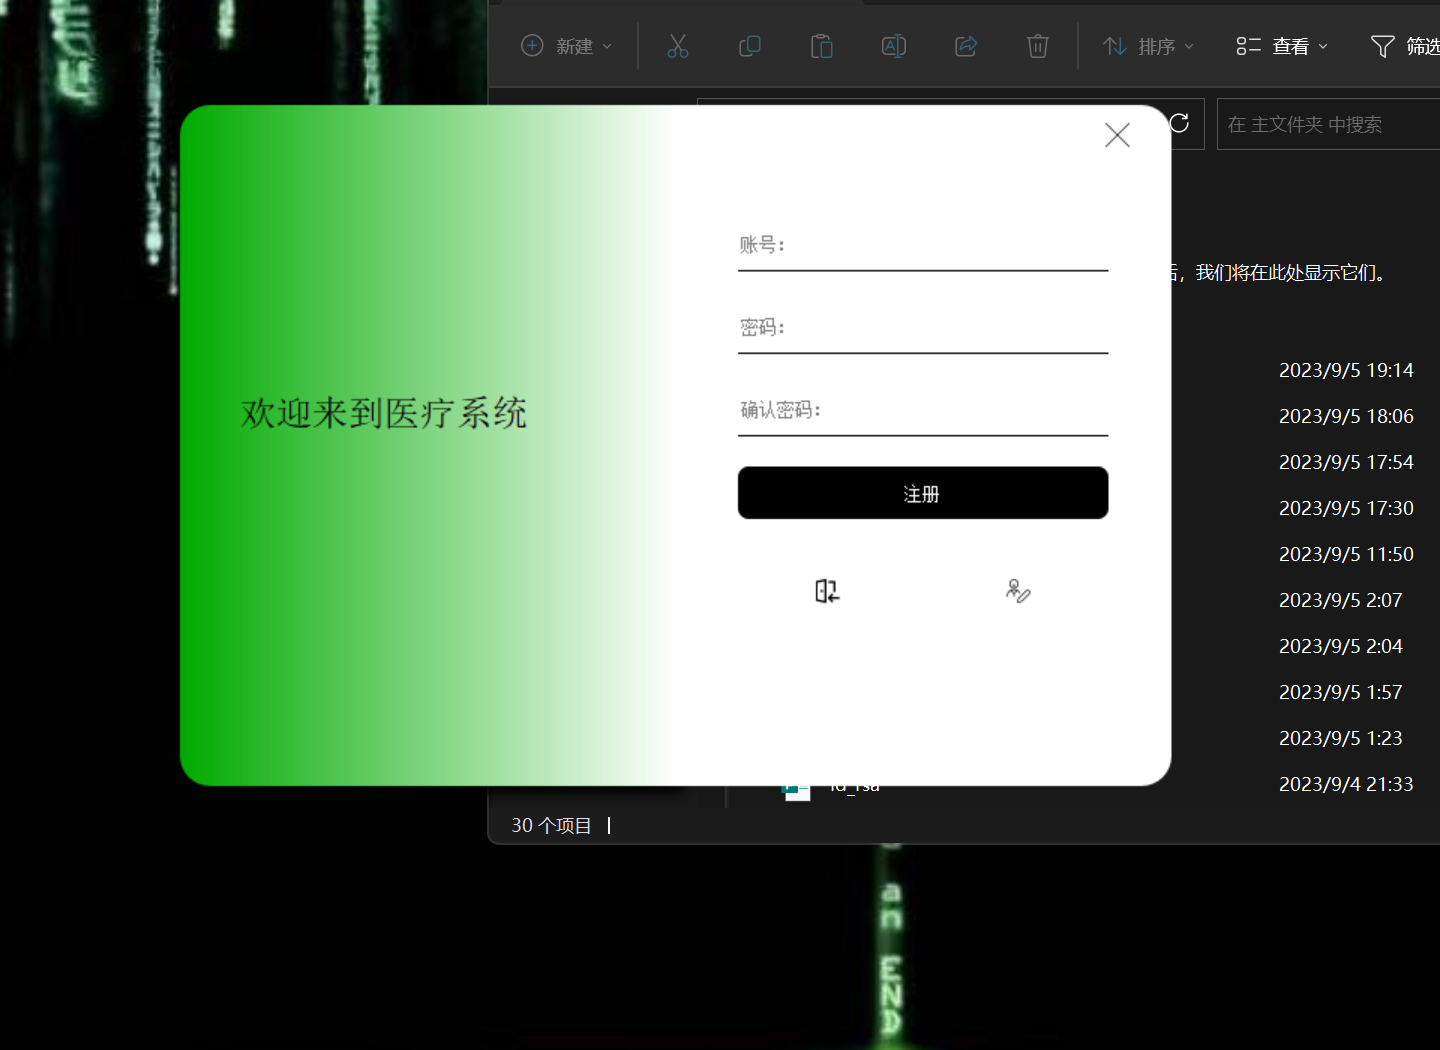 新建
排序
查看
筛选
在 主文件夹 中搜索
账号：
后，我们将在此处显示它们。
密码：
欢迎来到医疗系统
确认密码：
注册
2023/9/5 19:14
2023/9/5 18:06
2023/9/5 17:54
2023/9/5 17:30
2023/9/5 11:50
2023/9/5 2:07
2023/9/5 2:04
2023/9/5 1:57
2023/9/5 1:23
id_rsa
2023/9/4 21:33
30 个项目
an
END